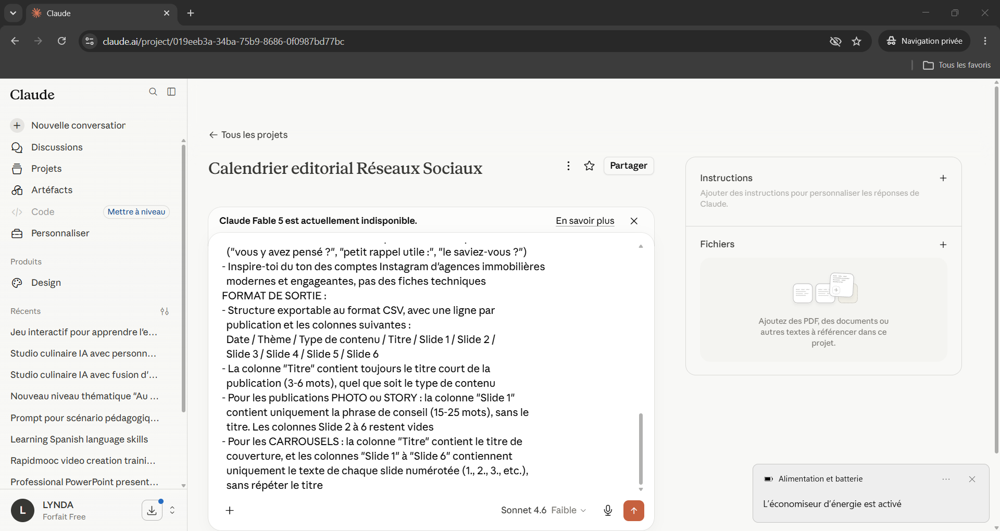 Claude
claude.ai/project/019eeb3a-34ba-75b9-8686-0f0987bd77bc
Navigation privée
Tous les favoris
Claude
Nouvelle conversation
Discussions
Projets
Artéfacts
Code
Mettre à niveau
Personnaliser
Produits
Design
Récents
Jeu interactif pour apprendre l'e...
Studio culinaire IA avec personn...
Studio culinaire IA avec fusion d'...
Nouveau niveau thématique "Au ...
Prompt pour scénario pédagogiq...
Learning Spanish language skills
Rapidmooc video creation traini...
Professional PowerPoint present...
L
LYNDA
Forfait Free
Tous les projets
Calendrier editorial Réseaux Sociaux
Partager
Claude Fable 5 est actuellement indisponible.
En savoir plus
("vous y avez pensé ?", "petit rappel utile :", "le saviez-vous ?")
- Inspire-toi du ton des comptes Instagram d'agences immobilières
modernes et engageantes, pas des fiches techniques
FORMAT DE SORTIE :
- Structure exportable au format CSV, avec une ligne par
publication et les colonnes suivantes :
Date / Thème / Type de contenu / Titre / Slide 1 / Slide 2 /
Slide 3 / Slide 4 / Slide 5 / Slide 6
- La colonne "Titre" contient toujours le titre court de la
publication (3-6 mots), quel que soit le type de contenu
- Pour les publications PHOTO ou STORY : la colonne "Slide 1"
contient uniquement la phrase de conseil (15-25 mots), sans le
titre. Les colonnes Slide 2 à 6 restent vides
- Pour les CARROUSELS : la colonne "Titre" contient le titre de
couverture, et les colonnes "Slide 1" à "Slide 6" contiennent
uniquement le texte de chaque slide numérotée (1., 2., 3., etc.),
sans répéter le titre
Sonnet 4.6 Faible
Instructions
Ajouter des instructions pour personnaliser les réponses de
Claude.
Fichiers
Ajoutez des PDF, des documents ou
autres textes à référencer dans ce
projet.
Alimentation et batterie
L'économiseur d'énergie est activé